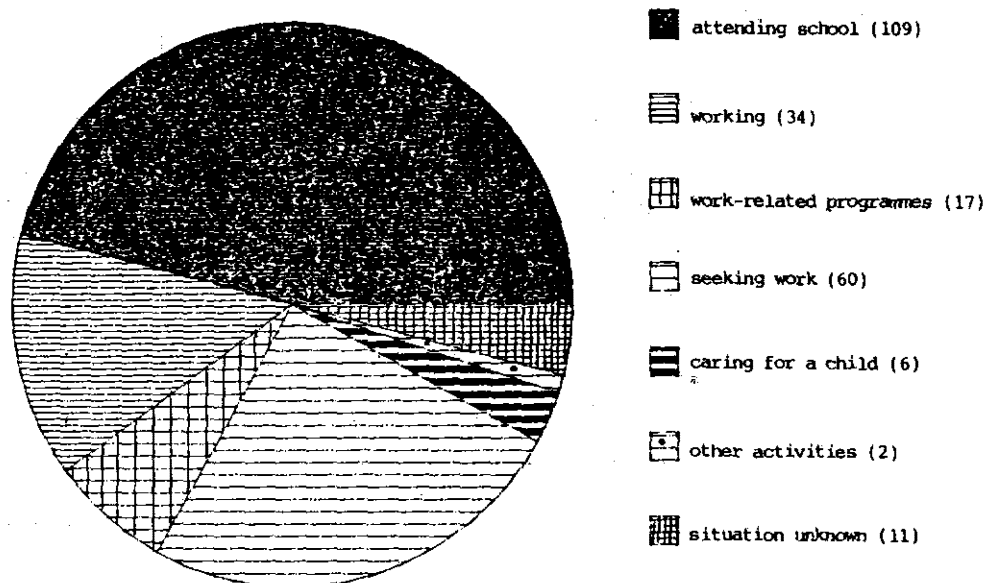 attending school (109)
working (34)
work-related programmes (17)
seeking work (60)
caring for a child (6)
other activities (2)
situation unknown (11)